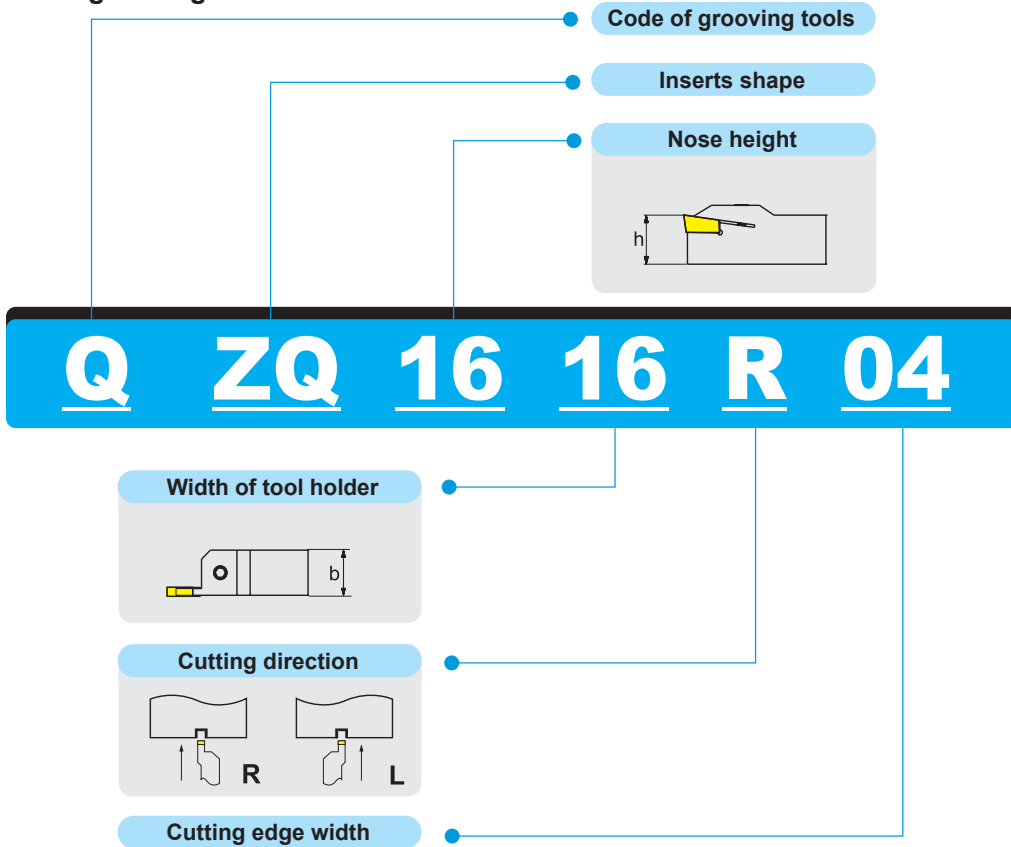 Code of grooving tools
Inserts shape
Nose height
h
Q ZQ 16 16 R 04
Width of tool holder
b
Cutting direction
R L
Cutting edge width